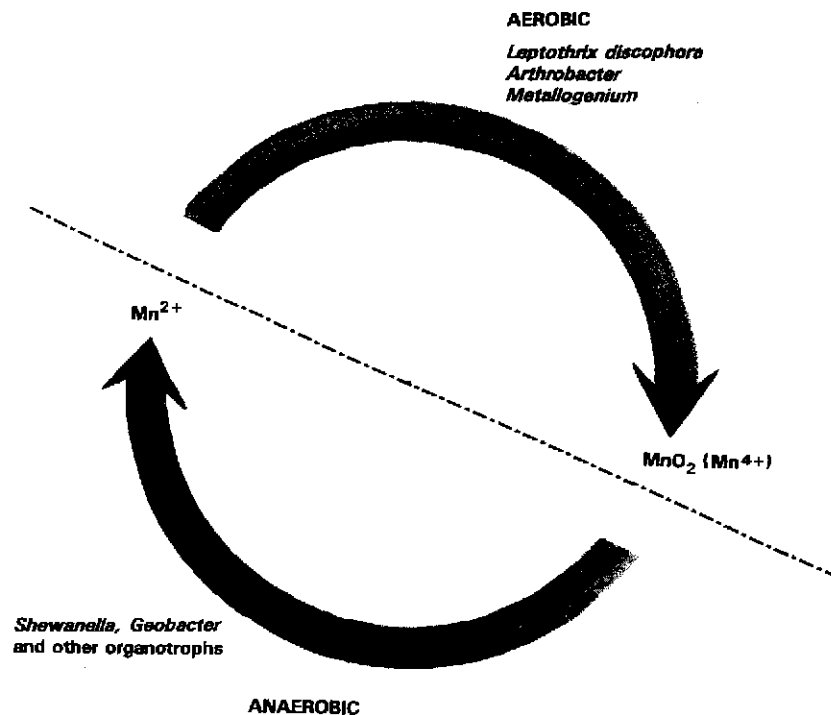 AEROBIC
Leptothrix discophora
Arthrobacter
Metallogenium
Mn²⁺
MnO₂ (Mn⁴⁺)
Shewanella, Geobacter
and other organotrophs
ANAEROBIC